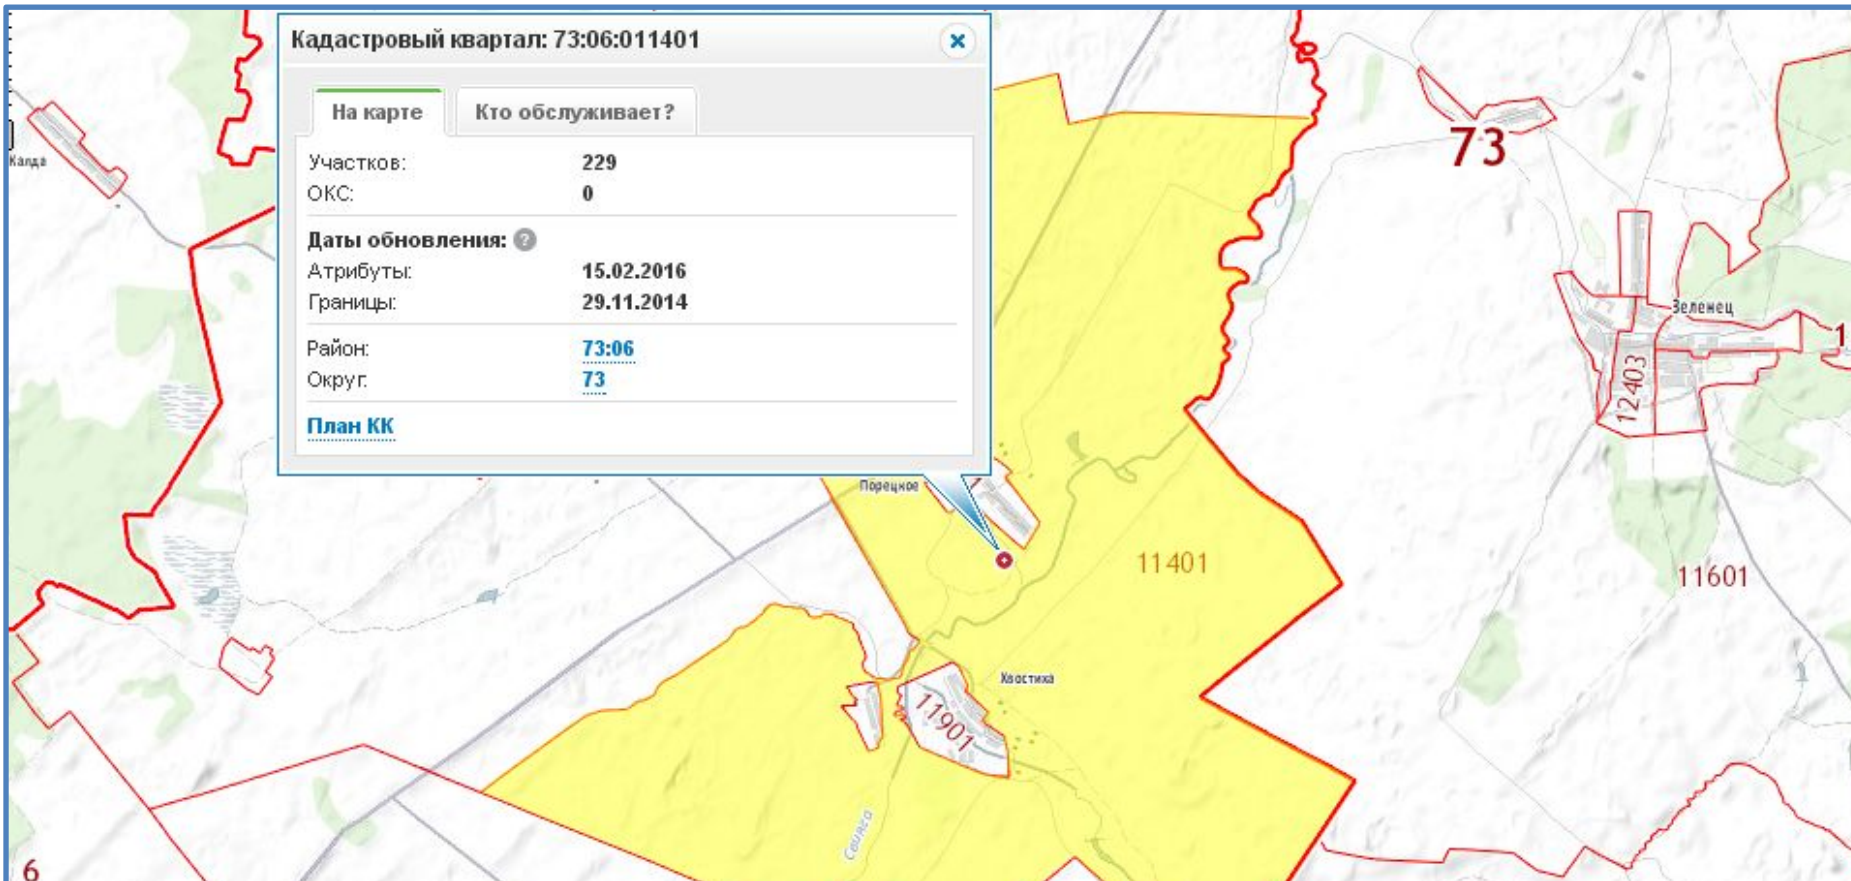 Кадастровый квартал: 73:06:011401
На карте
Кто обслуживает?
Участков: 229
ОКС: 0
Даты обновления: ?
Атрибуты: 15.02.2016
Границы: 29.11.2014
Район: 73:06
Округ: 73
План КК
Калда
73
Зеленец
1
12403
Порецкое
11401
11601
Хвостиха
11901
Свияга
6